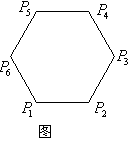 P₅ P₄
P₆ P₃
P₁ P₂
图